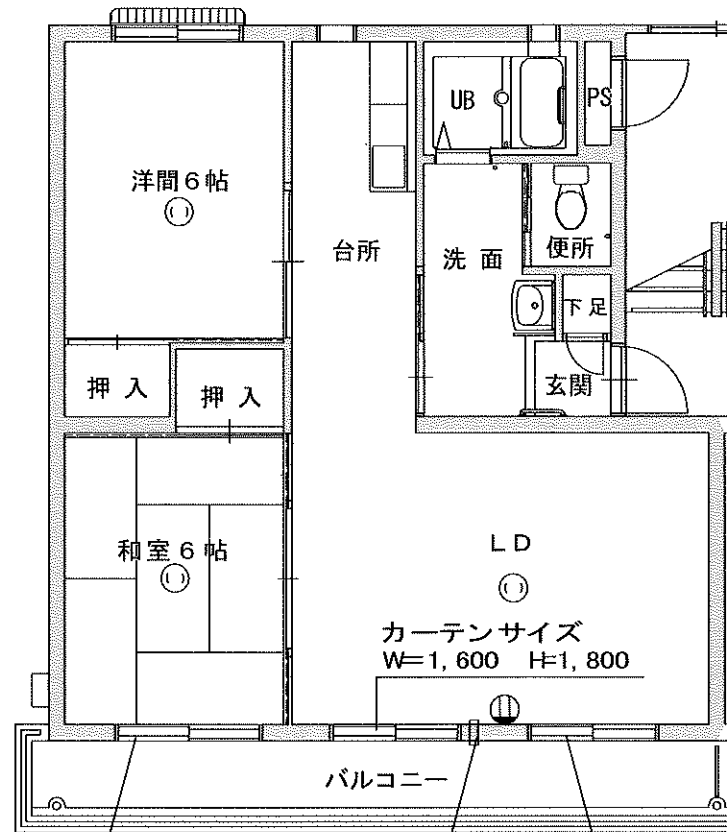 UB
PS
洋間6帖
台所
洗面
便所
下足
押入
押入
玄関
和室6帖
LD
カーテンサイズ
W=1,600 H=1,800
バルコニー